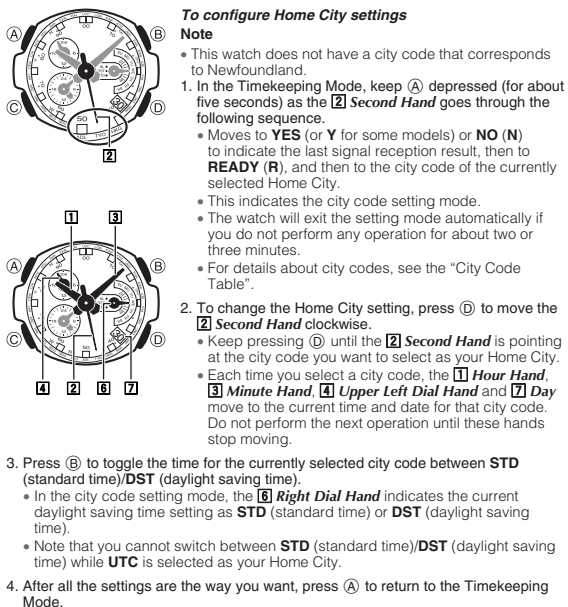 To configure Home City settings
Note
• This watch does not have a city code that corresponds
to Newfoundland.
1. In the Timekeeping Mode, keep Ⓐ depressed (for about
five seconds) as the 2 Second Hand goes through the
following sequence.
• Moves to YES (or Y for some models) or NO (N)
to indicate the last signal reception result, then to
READY (R), and then to the city code of the currently
selected Home City.
• This indicates the city code setting mode.
• The watch will exit the setting mode automatically if
you do not perform any operation for about two or
three minutes.
• For details about city codes, see the “City Code
Table”.
2. To change the Home City setting, press Ⓓ to move the
2 Second Hand clockwise.
• Keep pressing Ⓓ until the 2 Second Hand is pointing
at the city code you want to select as your Home City.
• Each time you select a city code, the 1 Hour Hand,
3 Minute Hand, 4 Upper Left Dial Hand and 7 Day
move to the current time and date for that city code.
Do not perform the next operation until these hands
stop moving.
Ⓐ Ⓑ
Ⓒ Ⓓ
50
2
1 3
Ⓐ Ⓑ
Ⓒ Ⓓ
4 2 6 7
3. Press Ⓑ to toggle the time for the currently selected city code between STD
(standard time)/DST (daylight saving time).
• In the city code setting mode, the 6 Right Dial Hand indicates the current
daylight saving time setting as STD (standard time) or DST (daylight saving
time).
• Note that you cannot switch between STD (standard time)/DST (daylight saving
time) while UTC is selected as your Home City.
4. After all the settings are the way you want, press Ⓐ to return to the Timekeeping
Mode.